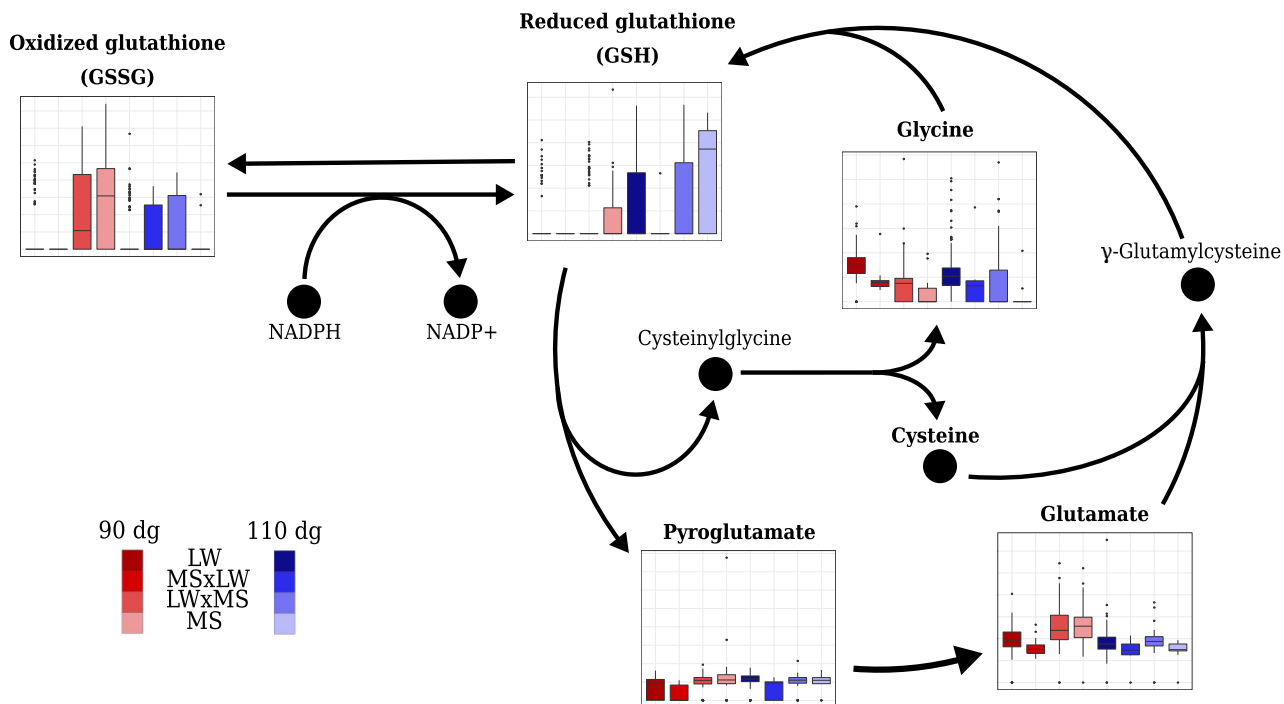 Reduced glutathione
(GSH)
Oxidized glutathione
(GSSG)
Glycine
γ-Glutamylcysteine
NADPH
NADP+
Cysteinylglycine
Cysteine
Glutamate
Pyroglutamate
90 dg
110 dg
LW
MSxLW
LWxMS
MS